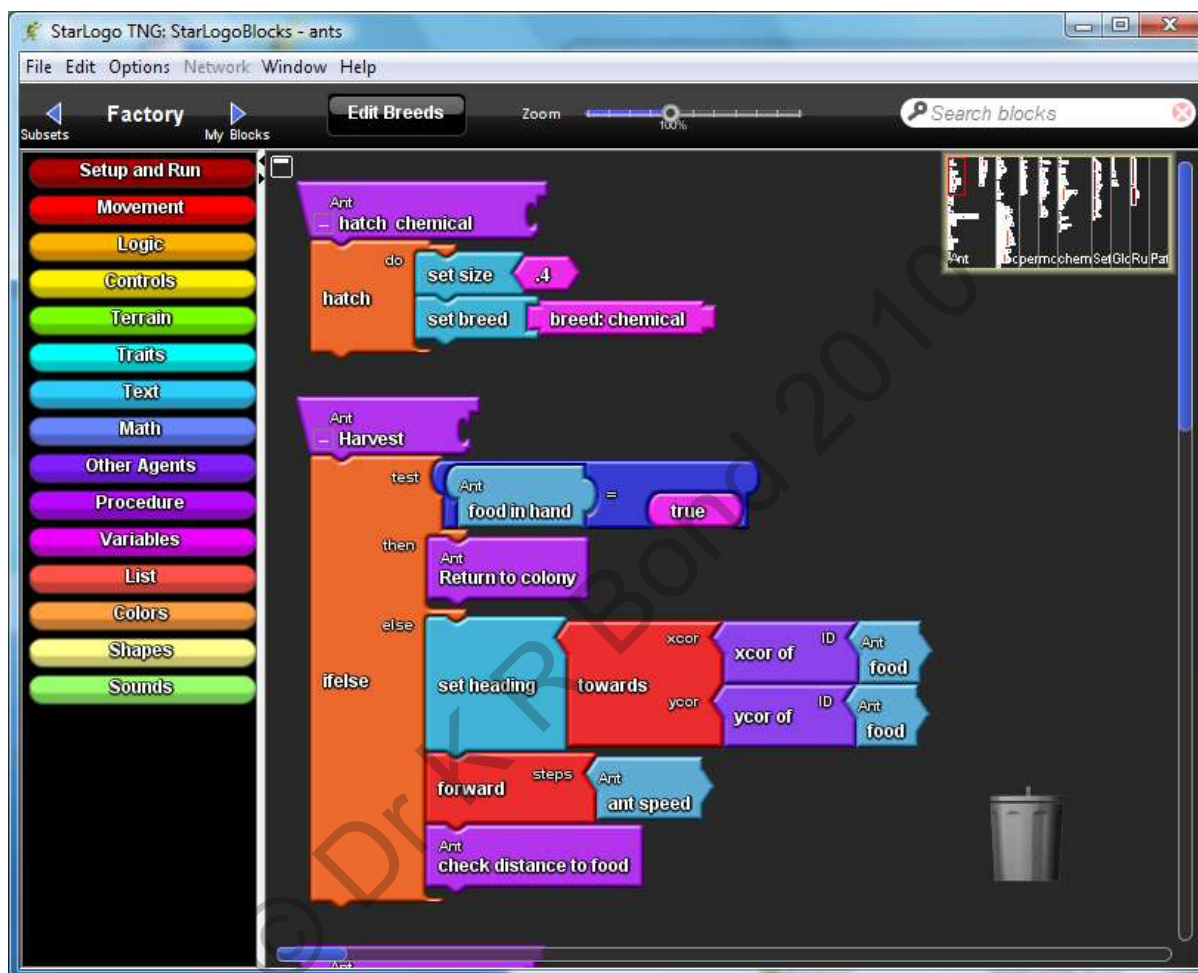 StarLogo TNG: StarLogoBlocks - ants
File Edit Options Network Window Help
Subsets Factory My Blocks Edit Breeds Zoom 100% Search blocks
Setup and Run
Movement
Logic
Controls
Terrain
Traits
Text
Math
Other Agents
Procedure
Variables
List
Colors
Shapes
Sounds
Ant
hatch chemical
do
set size .4
hatch
set breed breed: chemical
Ant
Harvest
test
Ant
food in hand = true
then
Ant
Return to colony
else
ifelse
set heading towards
xcor
xcor of ID Ant
food
ycor
ycor of ID Ant
food
forward steps Ant
ant speed
Ant
check distance to food
Ant
Ant
© Dr K R Bond 2010